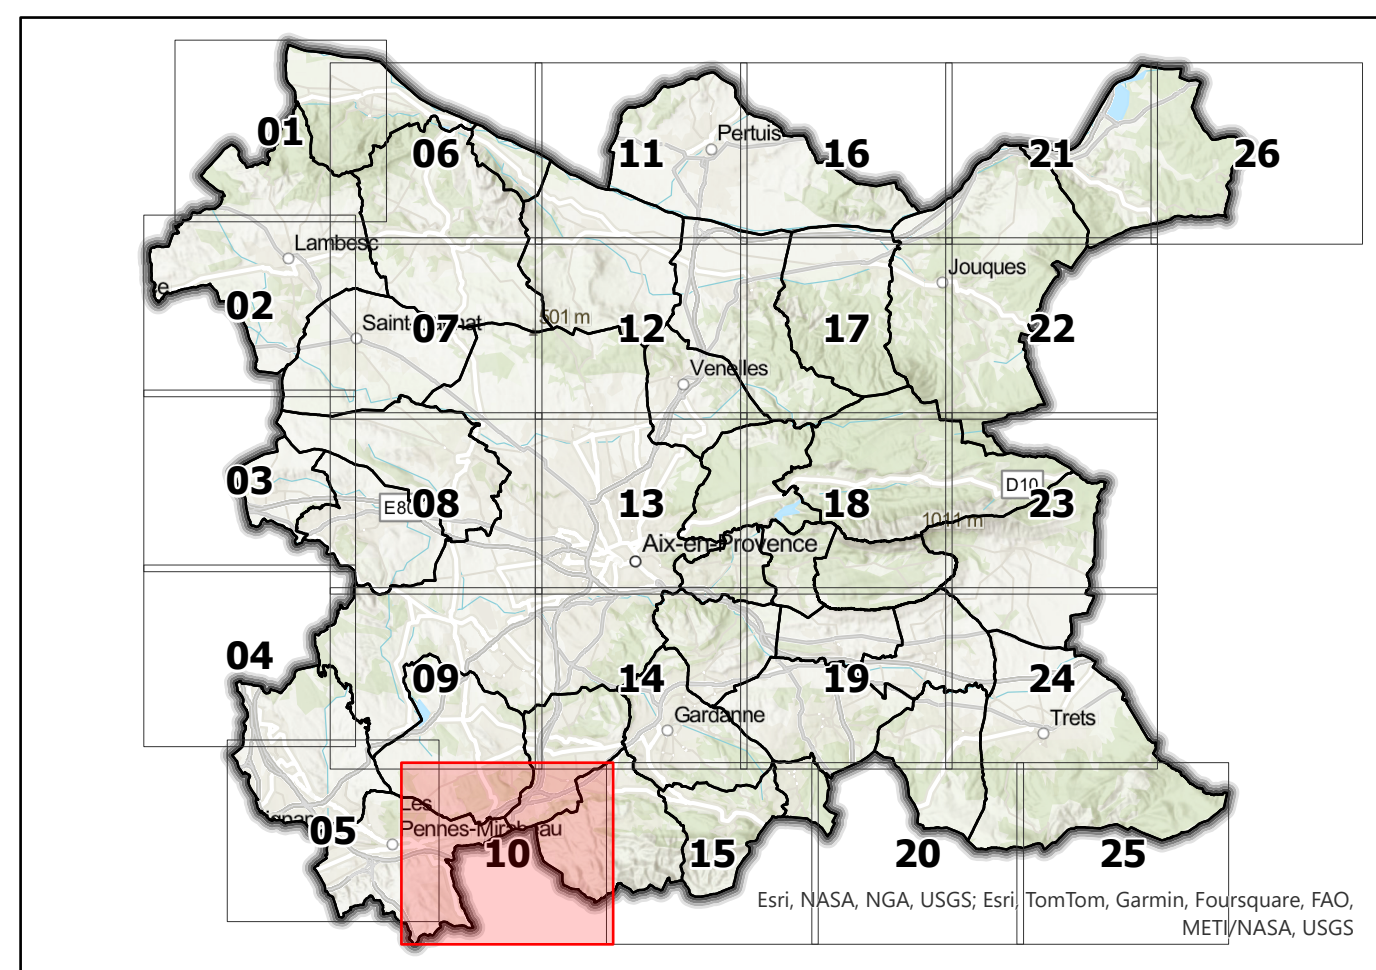 01
06
11
Pertuis
16
21
26
Lambesc
Jouques
02
Saint-Cannat
07
501 m
12
17
22
Venelles
03
E80
08
13
18
D10
23
1011 m
Aix-en-Provence
04
09
14
19
24
Gardanne
Trets
Les
Pennes-Mirabeau
05
10
15
20
25
Esri, NASA, NGA, USGS; Esri, TomTom, Garmin, Foursquare, FAO,
METI/NASA, USGS